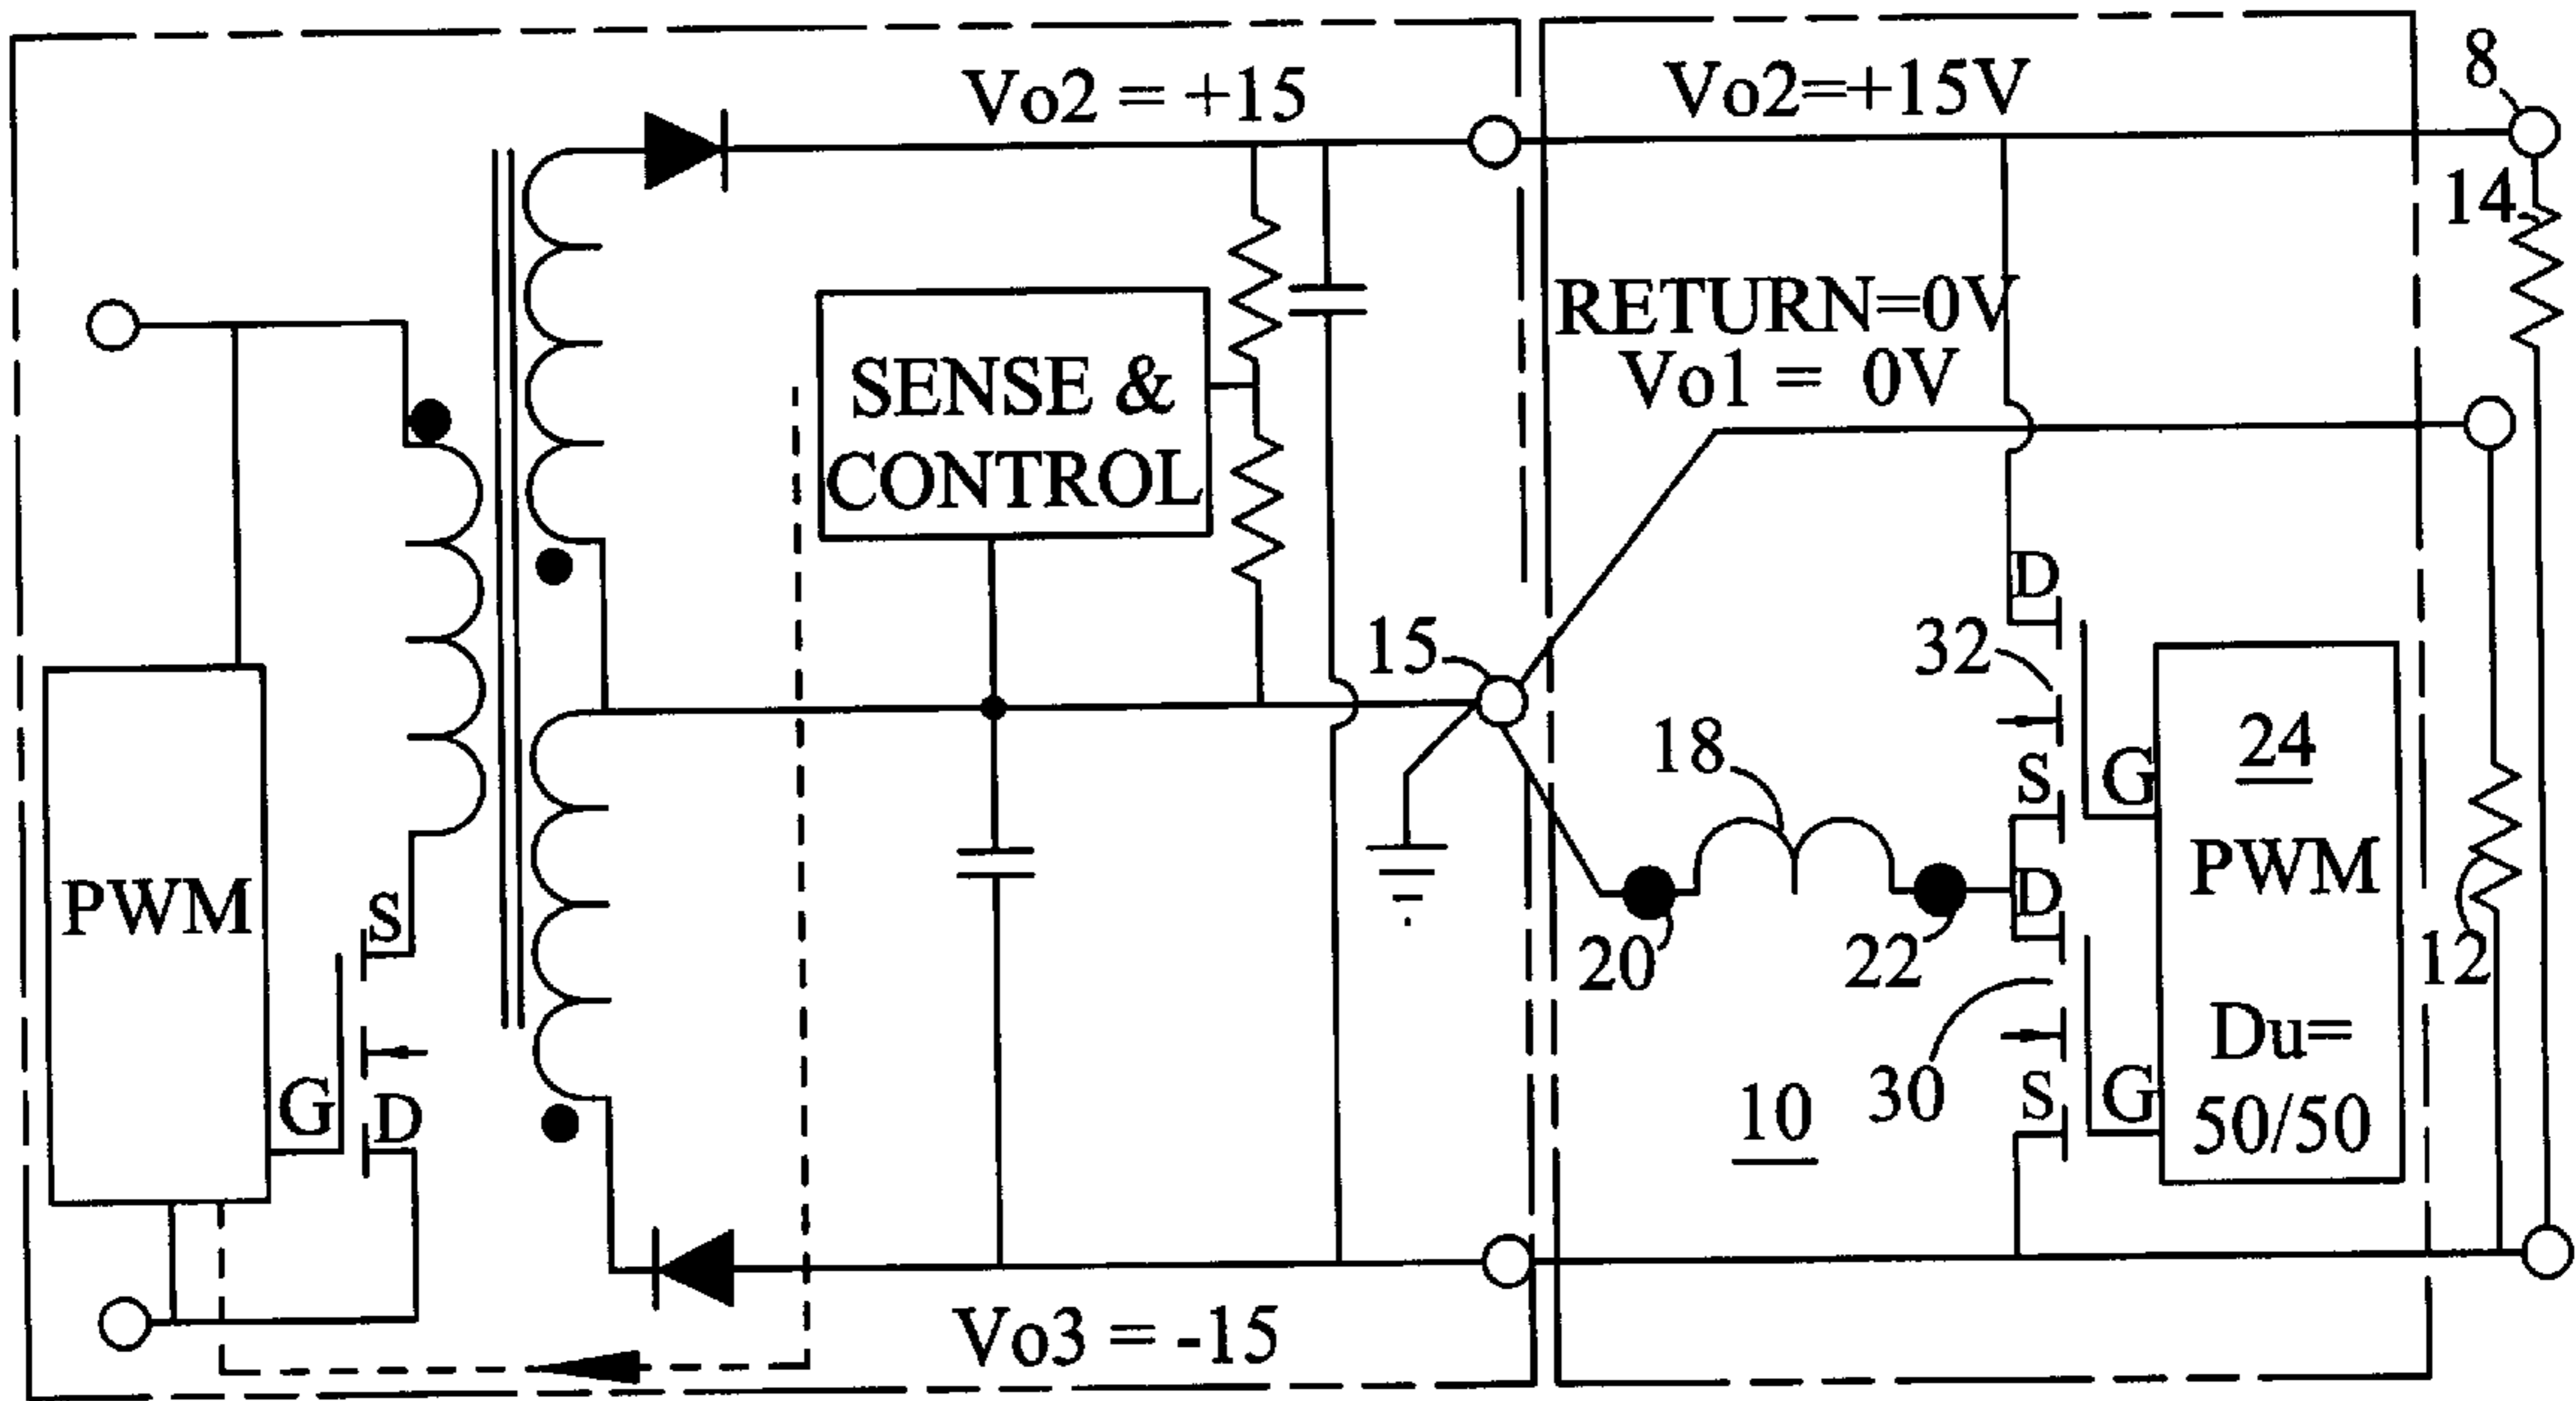 Vo2 = +15
Vo2=+15V
8
14
RETURN=0V
Vo1 = 0V
SENSE &
CONTROL
D
15
32
18
S
G
24
PWM
PWM
S
D
20
22
12
Du=
50/50
30
S
G
G
D
10
Vo3 = -15